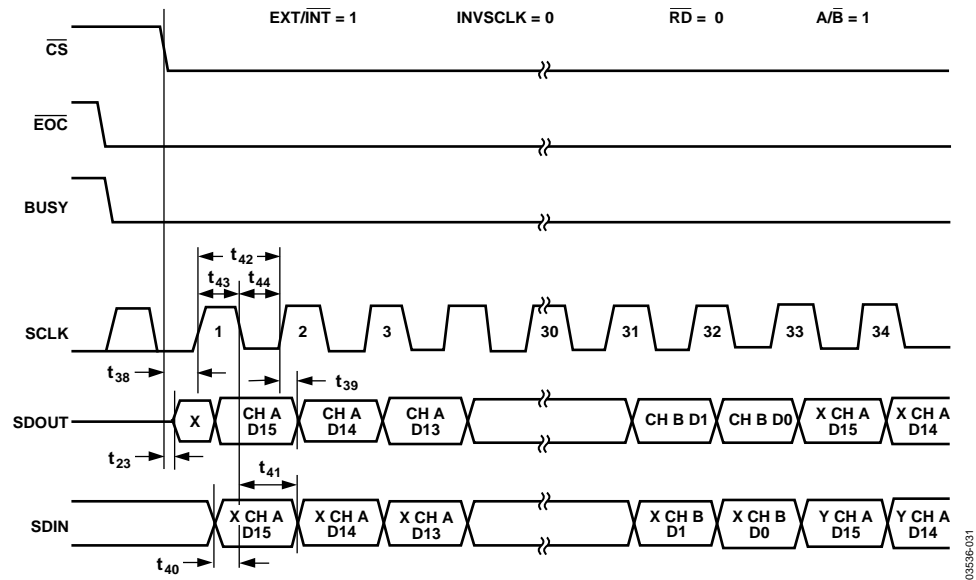 EXT/INT = 1 INVSCLK = 0 RD = 0 A/B = 1
CS
EOC
BUSY
t42
t43 t44
SCLK 1 2 3 30 31 32 33 34
t38 t39
SDOUT X CH A D15 CH A D14 CH A D13 CH B D1 CH B D0 X CH A D15 X CH A D14
t23
t41
SDIN X CH A D15 X CH A D14 X CH A D13 X CH B D1 X CH B D0 Y CH A D15 Y CH A D14
t40
03536-031